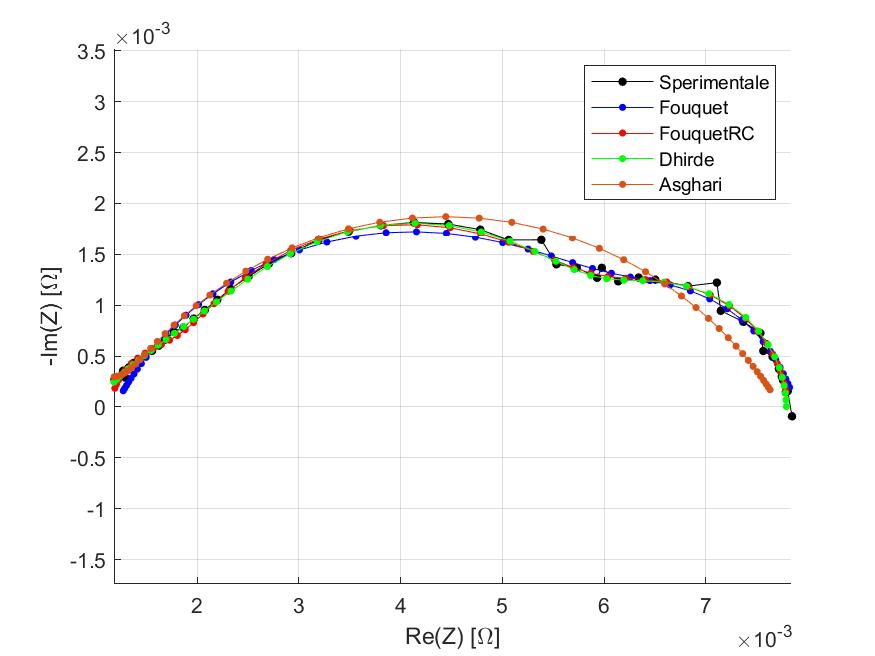 ×10⁻³
3.5
3
2.5
2
1.5
1
0.5
0
-0.5
-1
-1.5
-Im(Z) [Ω]
Sperimentale
Fouquet
FouquetRC
Dhirde
Asghari
2 3 4 5 6 7
Re(Z) [Ω]
×10⁻³